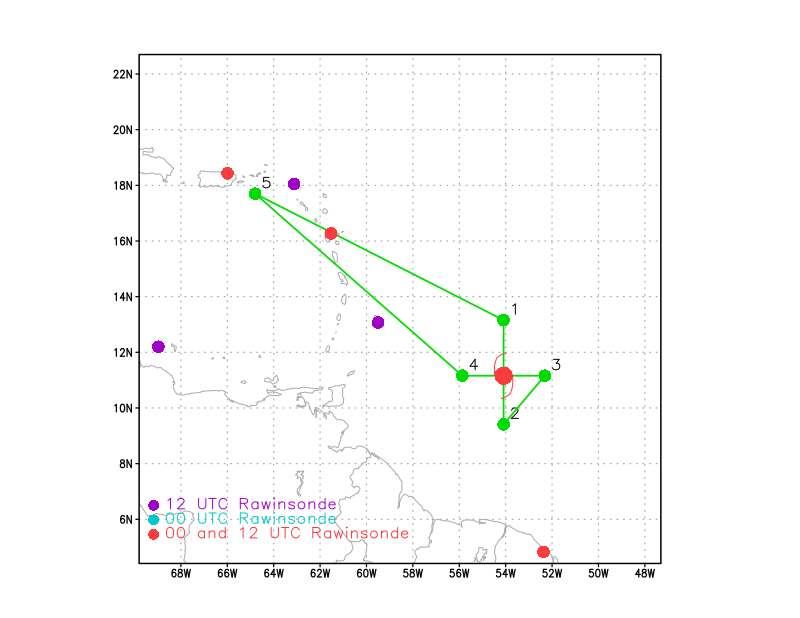 22N
20N
18N
5
16N
14N
1
12N
4
3
10N
2
8N
12 UTC Rawinsonde
6N
00 UTC Rawinsonde
00 and 12 UTC Rawinsonde
68W 66W 64W 62W 60W 58W 56W 54W 52W 50W 48W